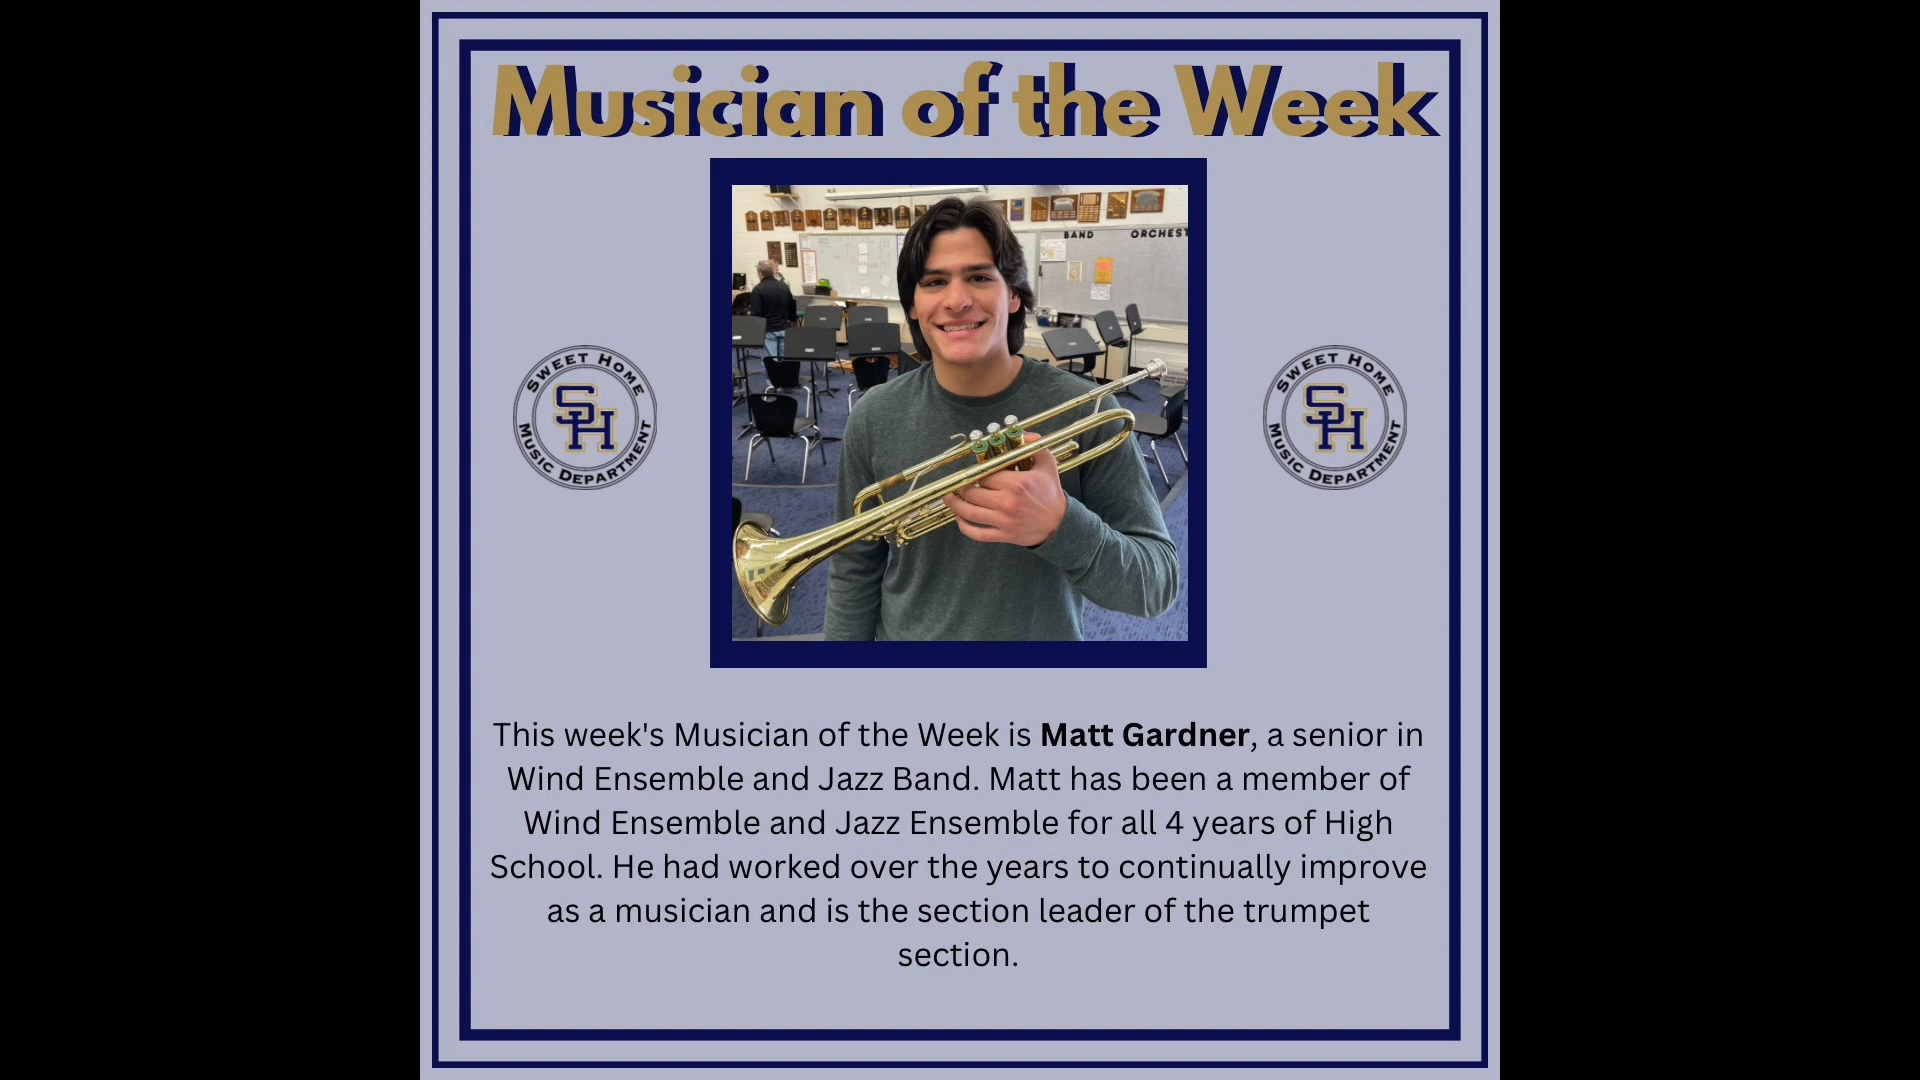 Musician of the Week
BAND
ORCHEST
SWEET HOME
SH
MUSIC DEPARTMENT
SWEET HOME
SH
MUSIC DEPARTMENT
This week's Musician of the Week is Matt Gardner, a senior in
Wind Ensemble and Jazz Band. Matt has been a member of
Wind Ensemble and Jazz Ensemble for all 4 years of High
School. He had worked over the years to continually improve
as a musician and is the section leader of the trumpet
section.